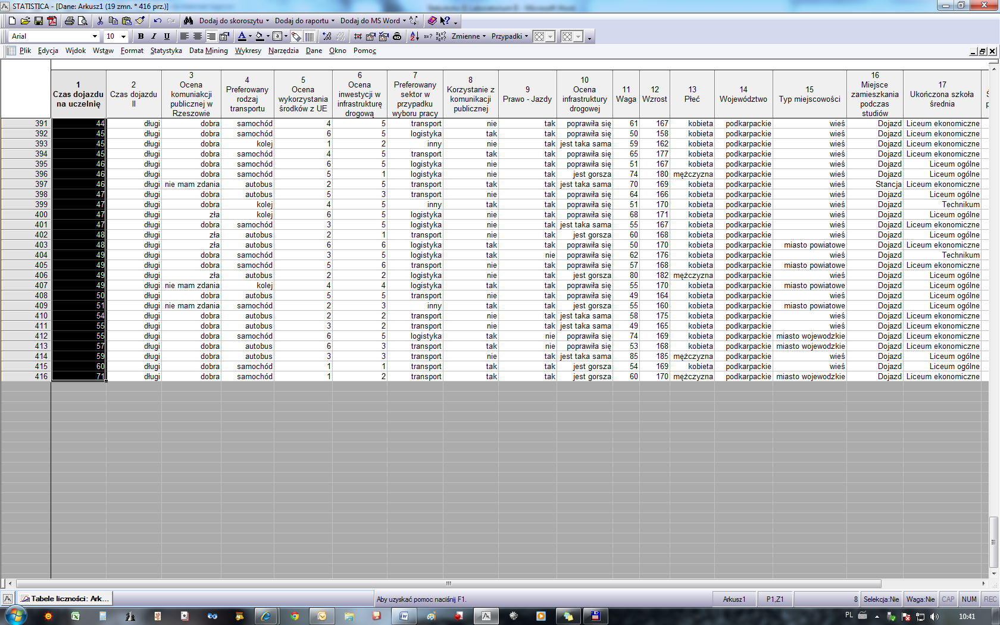 STATISTICA - [Dane: Arkusz1 (19 zmn. * 416 prz.)]
Dodaj do skoroszytu Dodaj do raportu Dodaj do MS Word
Arial 10 B I U Zmienne Przypadki
Plik Edycja Widok Wstaw Format Statystyka Data Mining Wykresy Narzędzia Dane Okno Pomoc
1 Czas dojazdu na uczelnię
2 Czas dojazdu II
3 Ocena komuniakcji publicznej w Rzeszowie
4 Preferowany rodzaj transportu
5 Ocena wykorzystania środków z UE
6 Ocena inwestycji w infrastrukturę drogową
7 Preferowany sektor w przypadku wyboru pracy
8 Korzystanie z komunikacji publicznej
9 Prawo - Jazdy
10 Ocena infrastruktury drogowej
11 Waga
12 Wzrost
13 Płeć
14 Województwo
15 Typ miejscowości
16 Miejsce zamieszkania podczas studiów
17 Ukończona szkoła średnia
391 44 długi dobra samochód 4 5 transport nie tak poprawiła się 61 167 kobieta podkarpackie wieś Dojazd Liceum ekonomiczne
392 45 długi dobra samochód 6 5 logistyka tak tak poprawiła się 50 158 kobieta podkarpackie wieś Dojazd Liceum ekonomiczne
393 45 długi dobra kolej 1 2 inny nie tak jest taka sama 59 162 kobieta podkarpackie wieś Dojazd Liceum ekonomiczne
394 45 długi dobra samochód 4 5 transport tak tak poprawiła się 65 177 kobieta podkarpackie wieś Dojazd Liceum ekonomiczne
395 46 długi dobra samochód 6 5 logistyka nie tak poprawiła się 51 167 kobieta podkarpackie wieś Dojazd Liceum ogólne
396 46 długi dobra samochód 5 1 logistyka nie tak jest gorsza 74 180 mężczyzna podkarpackie wieś Dojazd Liceum ogólne
397 46 długi nie mam zdania autobus 2 5 transport tak tak jest taka sama 70 169 kobieta podkarpackie wieś Stancja Liceum ekonomiczne
398 47 długi dobra autobus 5 3 transport nie tak poprawiła się 64 166 kobieta podkarpackie wieś Dojazd Liceum ogólne
399 47 długi dobra kolej 4 5 inny tak tak poprawiła się 51 170 kobieta podkarpackie wieś Dojazd Technikum
400 47 długi zła kolej 6 5 logistyka nie tak poprawiła się 68 171 kobieta podkarpackie wieś Dojazd Liceum ogólne
401 47 długi dobra samochód 3 5 logistyka tak tak jest taka sama 55 167 kobieta podkarpackie wieś Dojazd Liceum ekonomiczne
402 48 długi zła autobus 2 1 transport nie tak jest gorsza 60 168 kobieta podkarpackie wieś Dojazd Liceum ogólne
403 48 długi zła autobus 6 6 logistyka tak tak poprawiła się 50 170 kobieta podkarpackie miasto powiatowe Dojazd Liceum ekonomiczne
404 49 długi dobra samochód 3 5 logistyka tak nie poprawiła się 62 176 kobieta podkarpackie wieś Dojazd Technikum
405 49 długi dobra samochód 5 6 transport nie tak poprawiła się 57 168 kobieta podkarpackie miasto powiatowe Dojazd Liceum ekonomiczne
406 49 długi zła autobus 2 2 logistyka nie tak jest gorsza 80 182 mężczyzna podkarpackie wieś Dojazd Liceum ogólne
407 49 długi nie mam zdania kolej 4 4 logistyka tak tak poprawiła się 55 170 kobieta podkarpackie miasto powiatowe Dojazd Liceum ogólne
408 50 długi dobra autobus 5 5 transport nie tak poprawiła się 49 164 kobieta podkarpackie wieś Dojazd Liceum ogólne
409 51 długi nie mam zdania samochód 2 3 inny tak tak jest gorsza 55 160 kobieta podkarpackie miasto powiatowe Dojazd Liceum ogólne
410 54 długi dobra autobus 2 2 transport nie tak jest taka sama 58 175 kobieta podkarpackie wieś Dojazd Liceum ekonomiczne
411 55 długi dobra autobus 3 2 transport nie tak jest taka sama 49 165 kobieta podkarpackie wieś Dojazd Liceum ekonomiczne
412 55 długi dobra samochód 6 5 logistyka tak nie poprawiła się 74 169 kobieta podkarpackie miasto wojewodzkie Dojazd Liceum ekonomiczne
413 57 długi dobra autobus 6 3 transport tak nie poprawiła się 53 168 kobieta podkarpackie miasto wojewodzkie Dojazd Liceum ekonomiczne
414 59 długi dobra autobus 3 3 transport nie tak jest taka sama 85 185 mężczyzna podkarpackie wieś Dojazd Liceum ogólne
415 60 długi dobra samochód 1 1 transport tak tak jest gorsza 54 169 kobieta podkarpackie wieś Dojazd Liceum ogólne
416 71 długi dobra samochód 1 2 transport tak tak jest gorsza 60 170 mężczyzna podkarpackie miasto wojewodzkie Dojazd Liceum ekonomiczne
Tabele liczności: Ark...
Aby uzyskać pomoc naciśnij F1. Arkusz1 P1,Z1 8 Selekcja:Nie Waga:Nie CAP NUM REC
PL 10:41